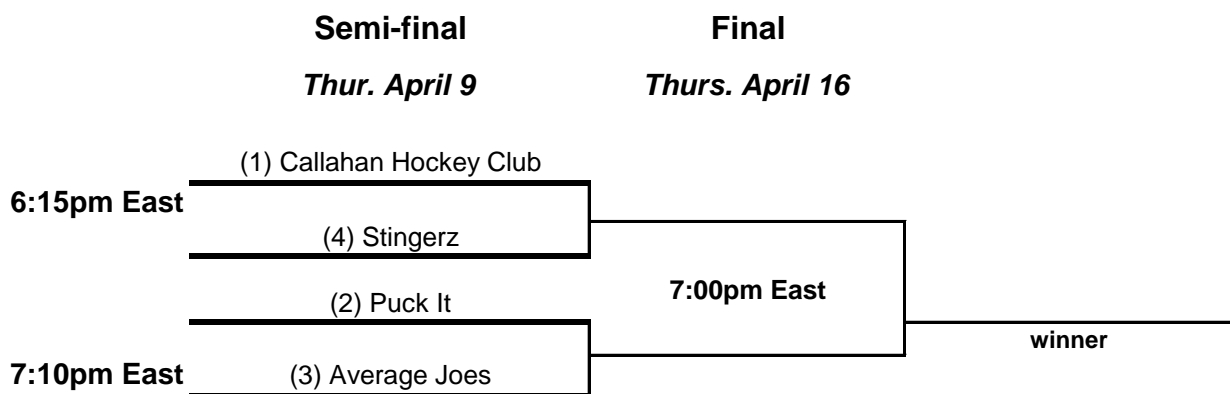 Semi-final Final
Thur. April 9 Thurs. April 16
(1) Callahan Hockey Club
6:15pm East
(4) Stingerz
(2) Puck It
7:00pm East
winner
7:10pm East (3) Average Joes